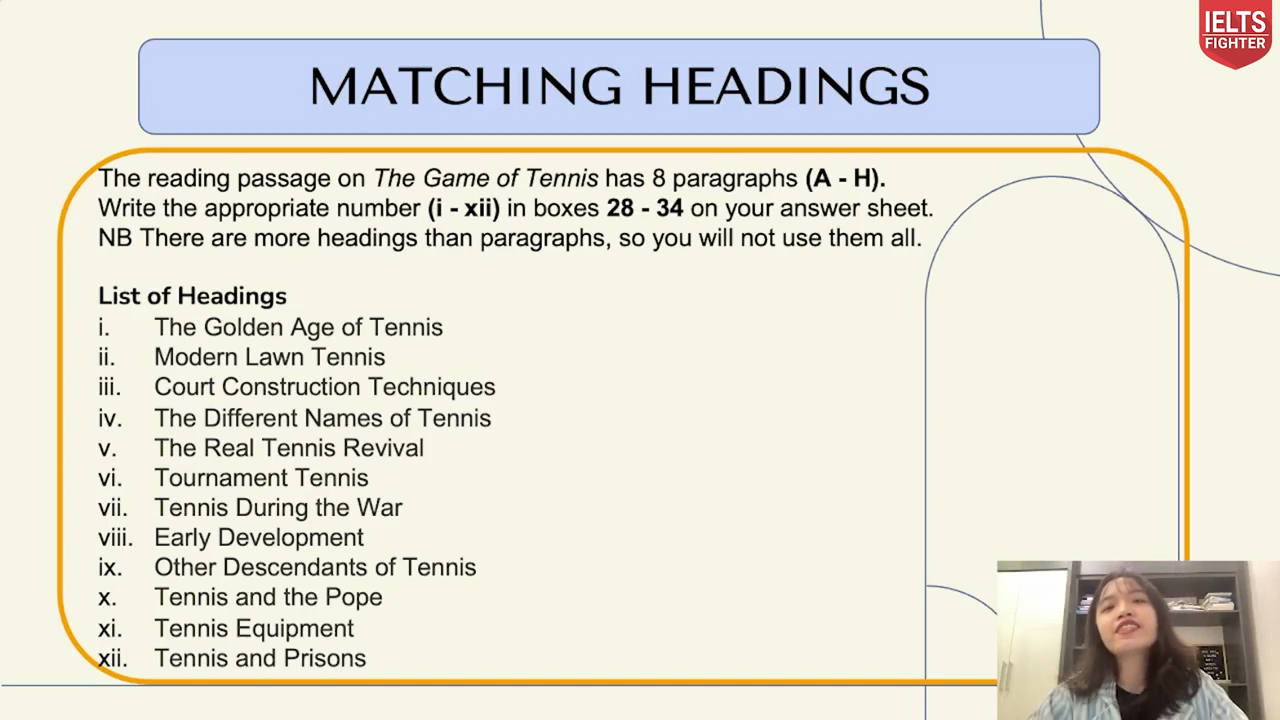 IELTS
FIGHTER
MATCHING HEADINGS
The reading passage on The Game of Tennis has 8 paragraphs (A - H).
Write the appropriate number (i - xii) in boxes 28 - 34 on your answer sheet.
NB There are more headings than paragraphs, so you will not use them all.
List of Headings
i. The Golden Age of Tennis
ii. Modern Lawn Tennis
iii. Court Construction Techniques
iv. The Different Names of Tennis
v. The Real Tennis Revival
vi. Tournament Tennis
vii. Tennis During the War
viii. Early Development
ix. Other Descendants of Tennis
x. Tennis and the Pope
xi. Tennis Equipment
xii. Tennis and Prisons